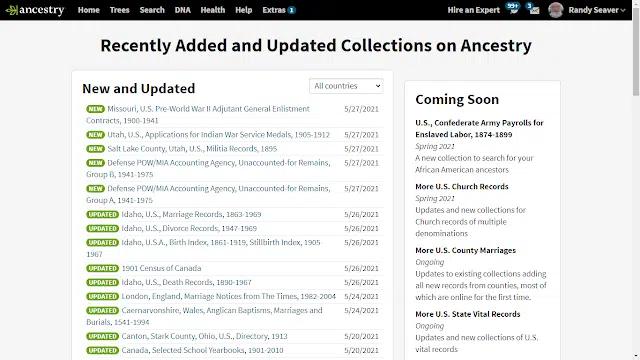 ancestry Home Trees Search DNA Health Help Extras 1 Hire an Expert 99+ 3 Randy Seaver
Recently Added and Updated Collections on Ancestry
New and Updated
All countries
NEW Missouri, U.S. Pre-World War II Adjutant General Enlistment 5/27/2021
Contracts, 1900-1941
NEW Utah, U.S., Applications for Indian War Service Medals, 1905-1912 5/27/2021
NEW Salt Lake County, Utah, U.S., Militia Records, 1895 5/27/2021
NEW Defense POW/MIA Accounting Agency, Unaccounted-for Remains, 5/27/2021
Group B, 1941-1975
NEW Defense POW/MIA Accounting Agency, Unaccounted-for Remains, 5/27/2021
Group A, 1941-1975
UPDATED Idaho, U.S., Marriage Records, 1863-1969 5/26/2021
UPDATED Idaho, U.S., Divorce Records, 1947-1969 5/26/2021
UPDATED Idaho, U.S.A., Birth Index, 1861-1919, Stillbirth Index, 1905- 5/26/2021
1967
UPDATED 1901 Census of Canada 5/26/2021
UPDATED Idaho, U.S., Death Records, 1890-1967 5/26/2021
UPDATED London, England, Marriage Notices from The Times, 1982-2004 5/24/2021
UPDATED Caernarvonshire, Wales, Anglican Baptisms, Marriages and 5/24/2021
Burials, 1541-1994
UPDATED Canton, Stark County, Ohio, U.S., Directory, 1913 5/20/2021
UPDATED Canada, Selected School Yearbooks, 1901-2010 5/20/2021
Coming Soon
U.S., Confederate Army Payrolls for
Enslaved Labor, 1874-1899
Spring 2021
A new collection to search for your
African American ancestors
More U.S. Church Records
Spring 2021
Updates and new collections for
Church records of multiple
denominations
More U.S. County Marriages
Ongoing
Updates to existing collections adding
all new records from counties, most
of which are online for the first time.
More U.S. State Vital Records
Ongoing
Updates and new collections of U.S.
vital records